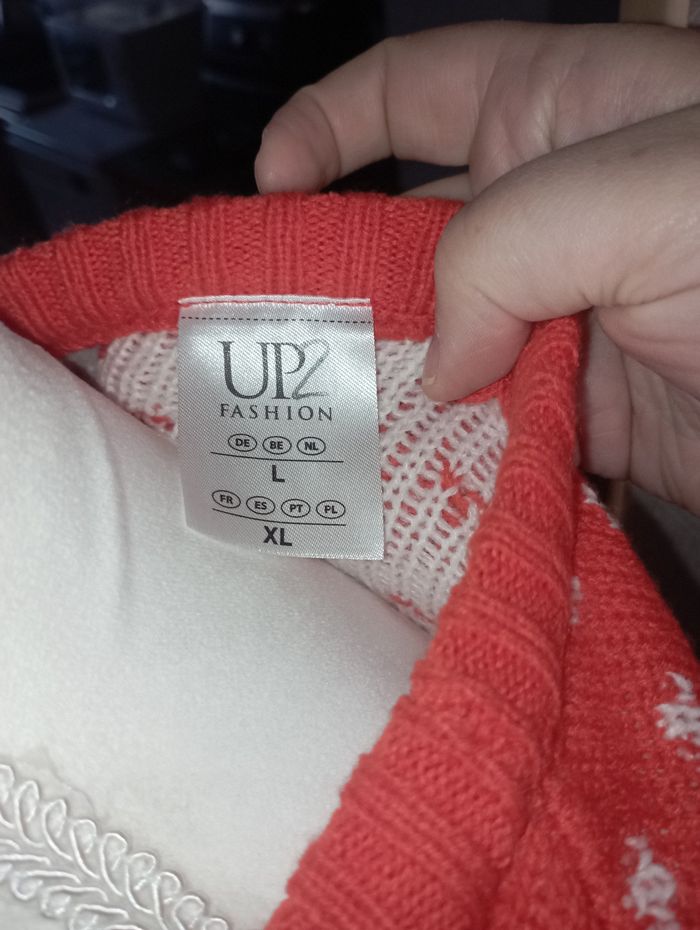 UP2
FASHION
DE BE NL
L
FR ES PT PL
XL